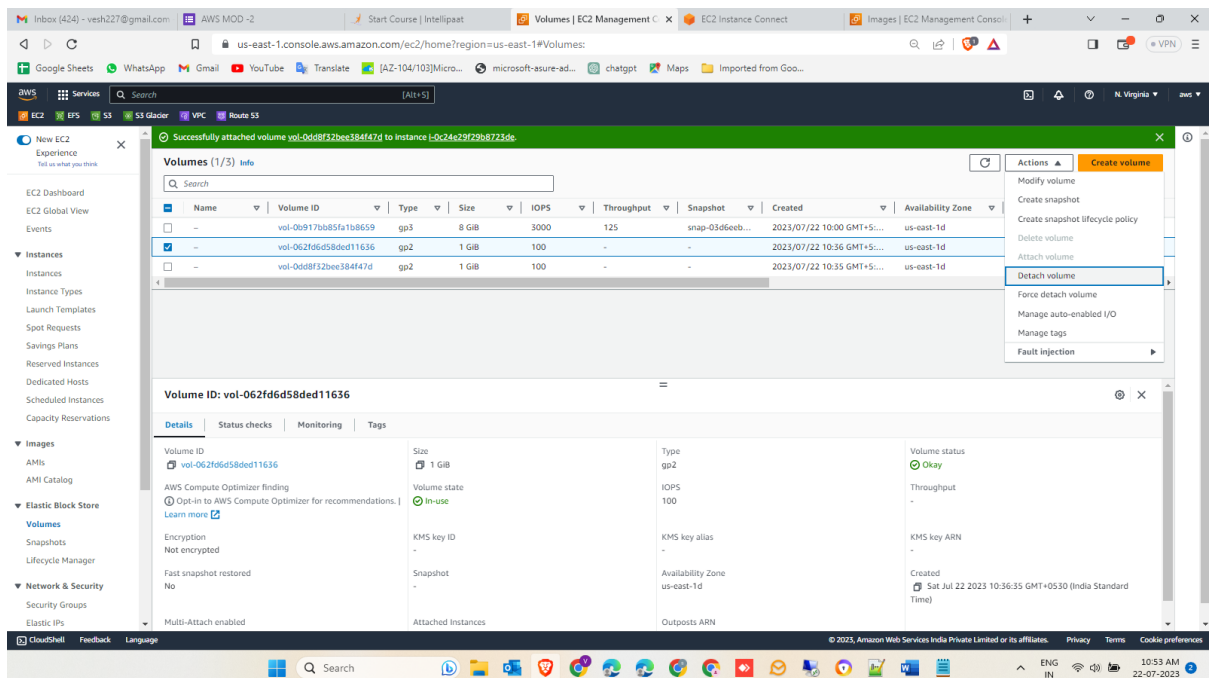 Inbox (424) - vesh227@gmail.com
AWS MOD -2
Start Course | Intellipaat
Volumes | EC2 Management C
EC2 Instance Connect
Images | EC2 Management Consol
us-east-1.console.aws.amazon.com/ec2/home?region=us-east-1#Volumes:
VPN
Google Sheets WhatsApp Gmail YouTube Translate [AZ-104/103]Micro... microsoft-asure-ad... chatgpt Maps Imported from Goo...
aws Services Search [Alt+S] N. Virginia aws
EC2 EFS S3 S3 Glacier VPC Route 53
New EC2
Experience
Tell us what you think
EC2 Dashboard
EC2 Global View
Events
Instances
Instances
Instance Types
Launch Templates
Spot Requests
Savings Plans
Reserved Instances
Dedicated Hosts
Scheduled Instances
Capacity Reservations
Images
AMIs
AMI Catalog
Elastic Block Store
Volumes
Snapshots
Lifecycle Manager
Network & Security
Security Groups
Elastic IPs
Successfully attached volume vol-0dd8f32bee384f47d to instance i-0c24e29f29b8723de.
Volumes (1/3) Info
Actions
Create volume
Search
Name Volume ID Type Size IOPS Throughput Snapshot Created Availability Zone
- vol-0b917bb85fa1b8659 gp3 8 GiB 3000 125 snap-03d6eeb... 2023/07/22 10:00 GMT+5:... us-east-1d
- vol-062fd6d58ded11636 gp2 1 GiB 100 - - 2023/07/22 10:36 GMT+5:... us-east-1d
- vol-0dd8f32bee384f47d gp2 1 GiB 100 - - 2023/07/22 10:35 GMT+5:... us-east-1d
Modify volume
Create snapshot
Create snapshot lifecycle policy
Delete volume
Attach volume
Detach volume
Force detach volume
Manage auto-enabled I/O
Manage tags
Fault injection
Volume ID: vol-062fd6d58ded11636
Details Status checks Monitoring Tags
Volume ID
vol-062fd6d58ded11636
Size
1 GiB
Type
gp2
Volume status
Okay
AWS Compute Optimizer finding
Opt-in to AWS Compute Optimizer for recommendations. |
Learn more
Volume state
In-use
IOPS
100
Throughput
-
Encryption
Not encrypted
KMS key ID
-
KMS key alias
-
KMS key ARN
-
Fast snapshot restored
No
Snapshot
-
Availability Zone
us-east-1d
Created
Sat Jul 22 2023 10:36:35 GMT+0530 (India Standard
Time)
Multi-Attach enabled
Attached Instances
Outposts ARN
CloudShell Feedback Language © 2023, Amazon Web Services India Private Limited or its affiliates. Privacy Terms Cookie preferences
Search
ENG
IN
10:53 AM
22-07-2023
2